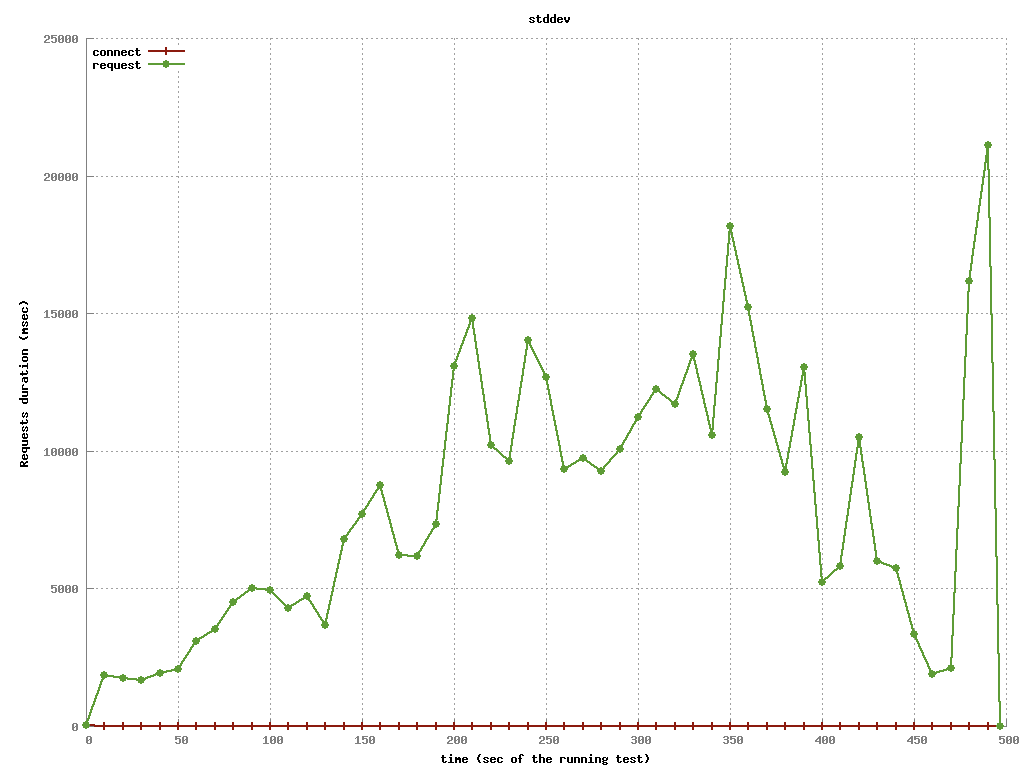 stddev
25000
connect
request
20000
15000
Requests duration (msec)
10000
5000
0
0 50 100 150 200 250 300 350 400 450 500
time (sec of the running test)